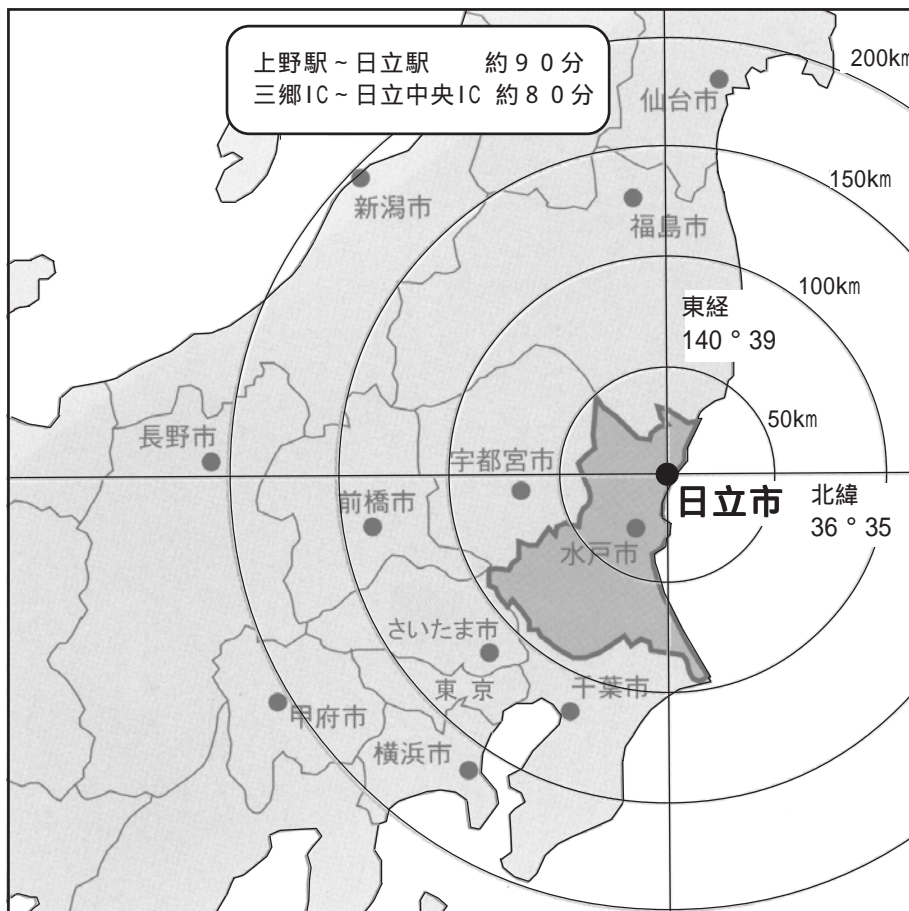 上野駅~日立駅 約90分
三郷IC~日立中央IC 約80分
200km
仙台市
150km
新潟市
福島市
100km
東経
140°39
50km
長野市
宇都宮市
日立市
北緯
36°35
前橋市
水戸市
さいたま市
東京
千葉市
甲府市
横浜市